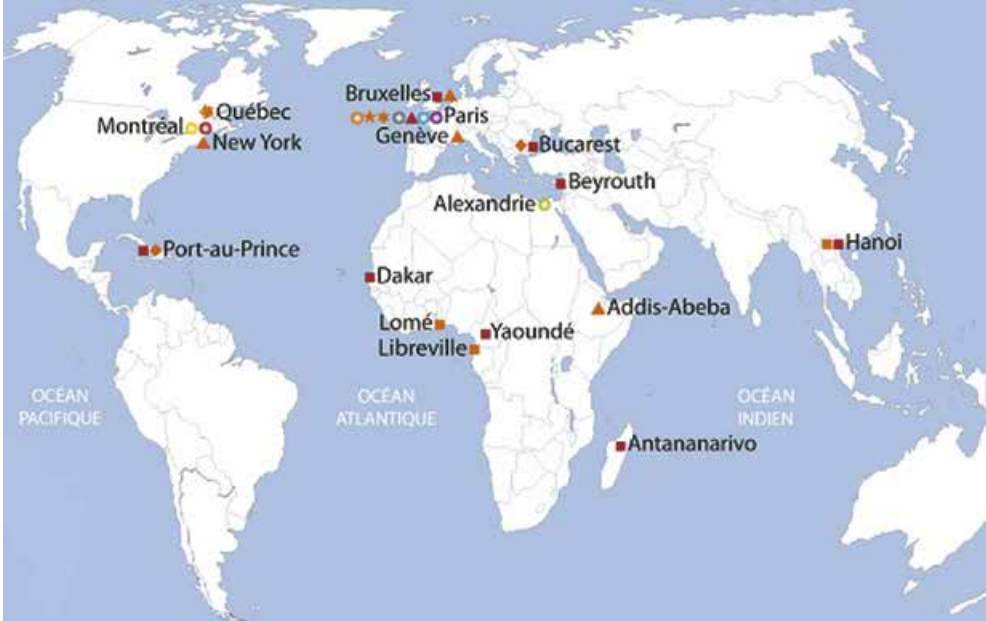 Bruxelles
Québec
Paris
Montréal
Genève
New York
Bucarest
Beyrouth
Alexandrie
Port-au-Prince
Hanoi
Dakar
Addis-Abeba
Lomé
Yaoundé
Libreville
OCÉAN
PACIFIQUE
OCÉAN
ATLANTIQUE
OCÉAN
INDIEN
Antananarivo